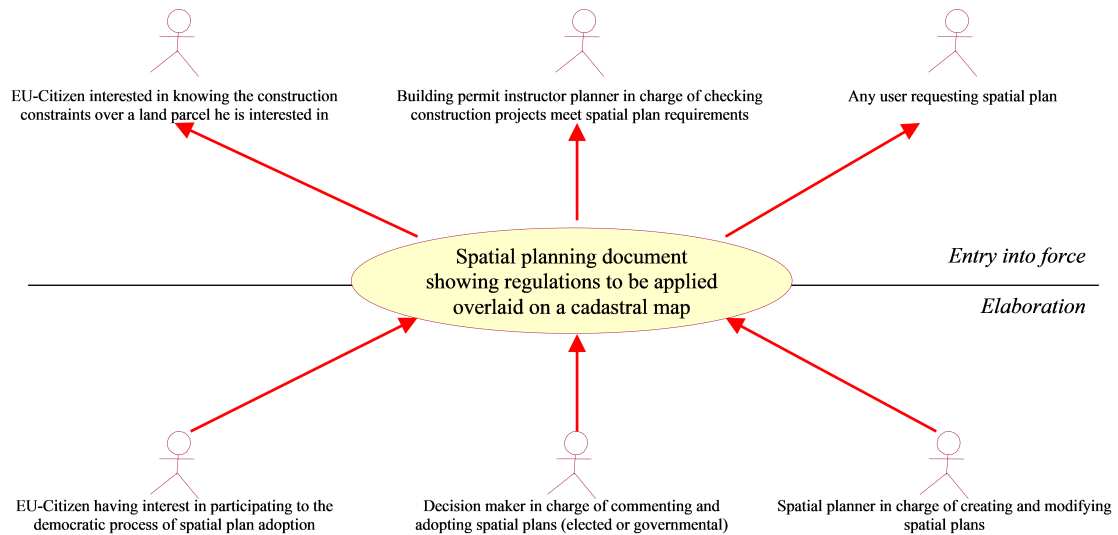 EU-Citizen interested in knowing the construction
constraints over a land parcel he is interested in
Building permit instructor planner in charge of checking
construction projects meet spatial plan requirements
Any user requesting spatial plan
Spatial planning document
showing regulations to be applied
overlaid on a cadastral map
Entry into force
Elaboration
EU-Citizen having interest in participating to the
democratic process of spatial plan adoption
Decision maker in charge of commenting and
adopting spatial plans (elected or governmental)
Spatial planner in charge of creating and modifying
spatial plans